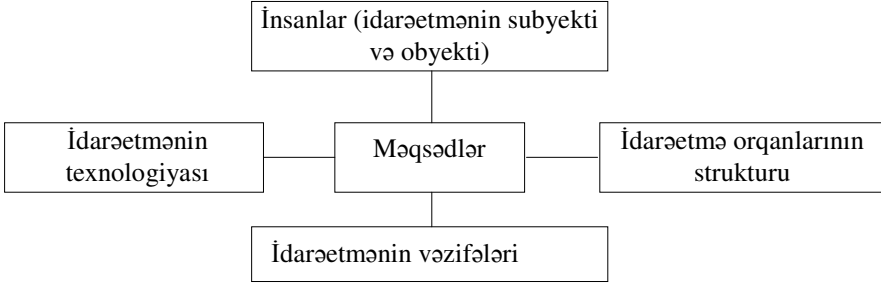 İnsanlar (idarəetmənin subyekti
və obyekti)
İdarəetmənin
texnologiyası
Məqsədlər
İdarəetmə orqanlarının
strukturu
İdarəetmənin vəzifələri